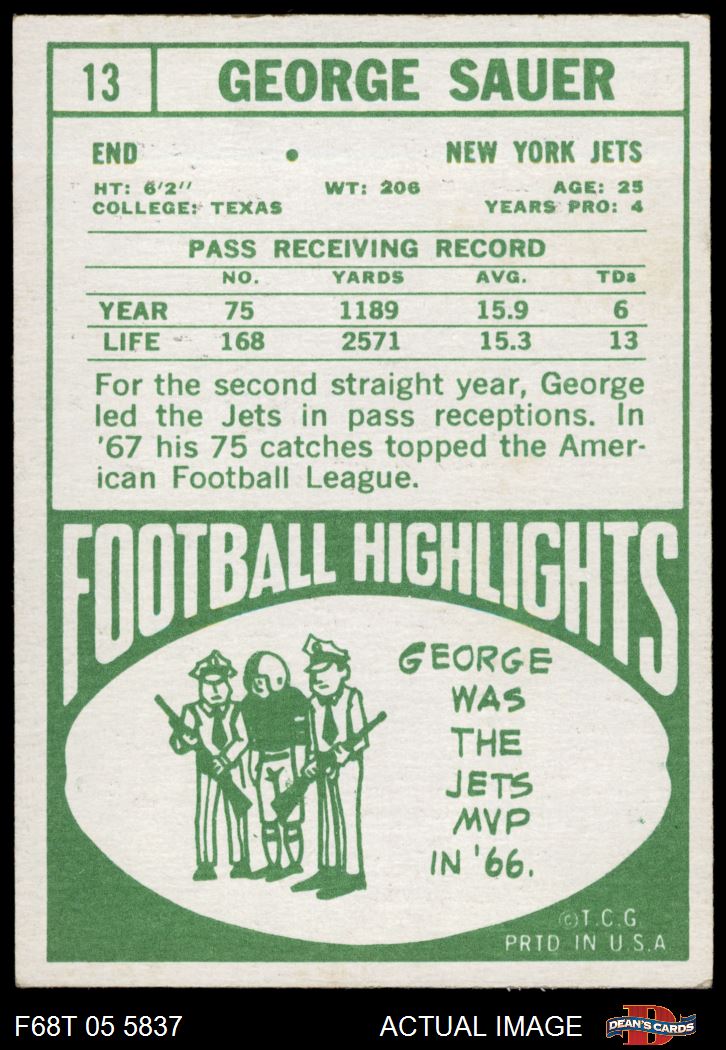 13 GEORGE SAUER
END • NEW YORK JETS
HT: 6'2" WT: 206 AGE: 25
COLLEGE: TEXAS YEARS PRO: 4
PASS RECEIVING RECORD
NO. YARDS AVG. TDs
YEAR 75 1189 15.9 6
LIFE 168 2571 15.3 13
For the second straight year, George
led the Jets in pass receptions. In
'67 his 75 catches topped the Amer-
ican Football League.
FOOTBALL HIGHLIGHTS
GEORGE
WAS
THE
JETS
MVP
IN '66.
© T.C.G.
PRTD IN U.S.A
F68T 05 5837 ACTUAL IMAGE DEAN'S CARDS